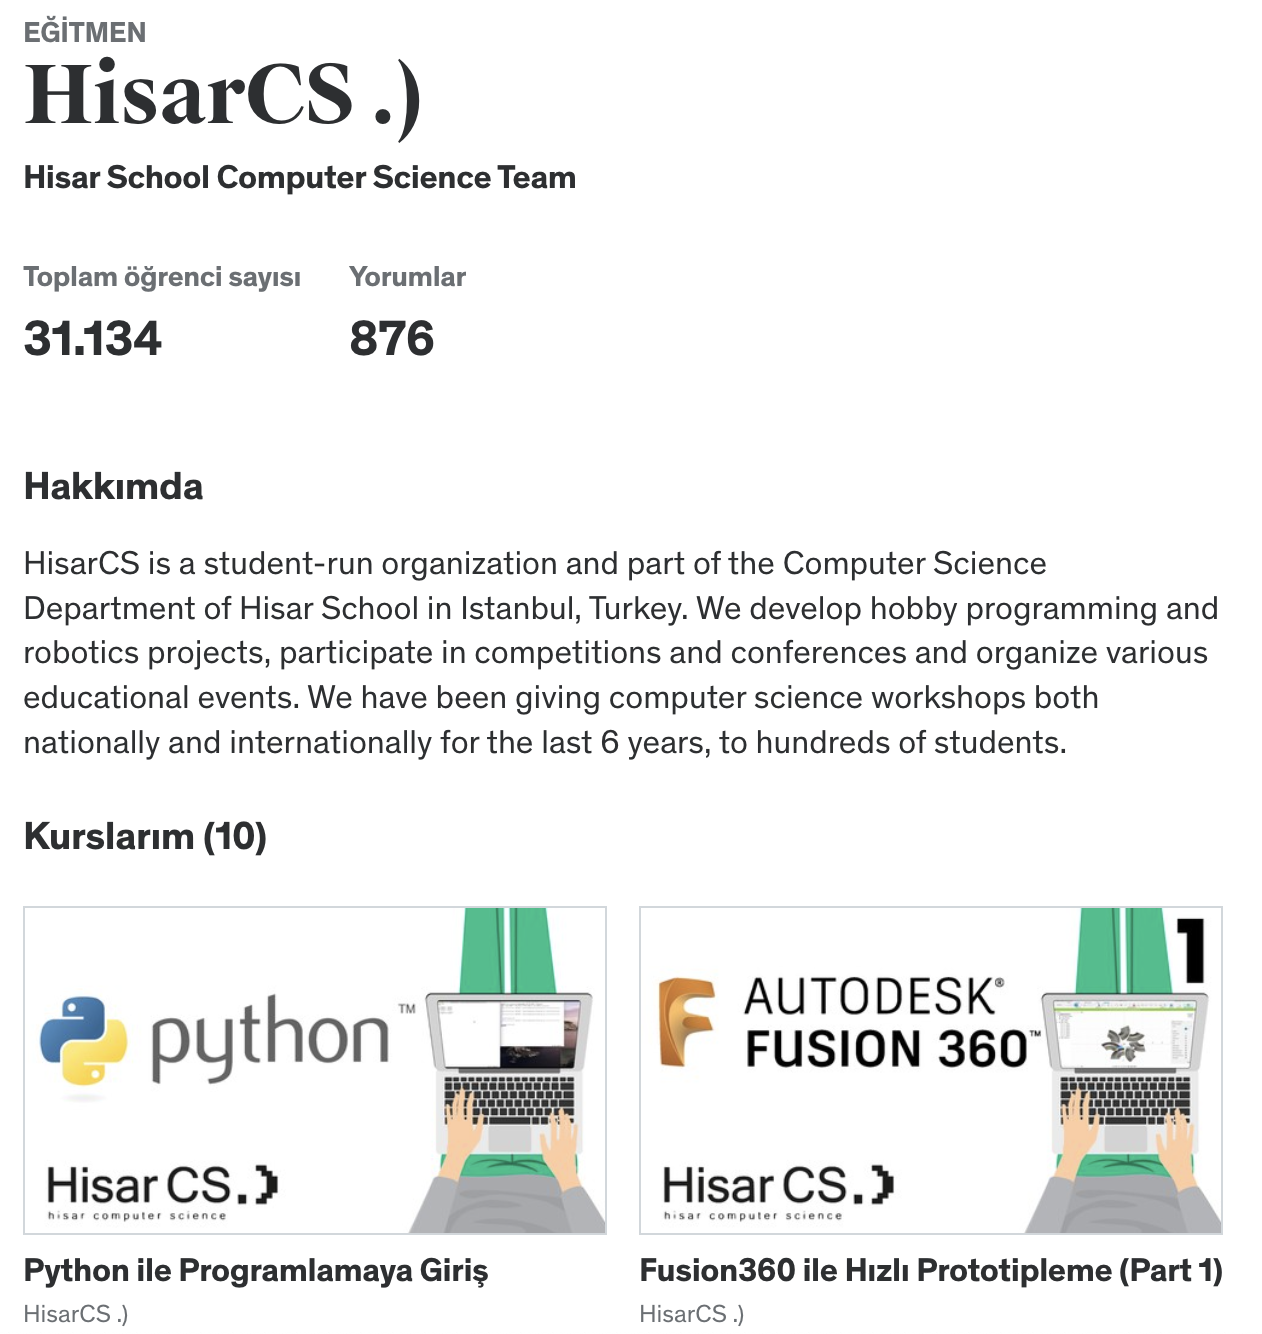 EĞİTMEN
HisarCS .)
Hisar School Computer Science Team
Toplam öğrenci sayısı
31.134
Yorumlar
876
Hakkımda
HisarCS is a student-run organization and part of the Computer Science
Department of Hisar School in Istanbul, Turkey. We develop hobby programming and
robotics projects, participate in competitions and conferences and organize various
educational events. We have been giving computer science workshops both
nationally and internationally for the last 6 years, to hundreds of students.
Kurslarım (10)
python™
Hisar CS.)
hisar computer science
Python ile Programlamaya Giriş
HisarCS .)
1
AUTODESK®
FUSION 360™
Hisar CS.)
hisar computer science
Fusion360 ile Hızlı Prototipleme (Part 1)
HisarCS .)